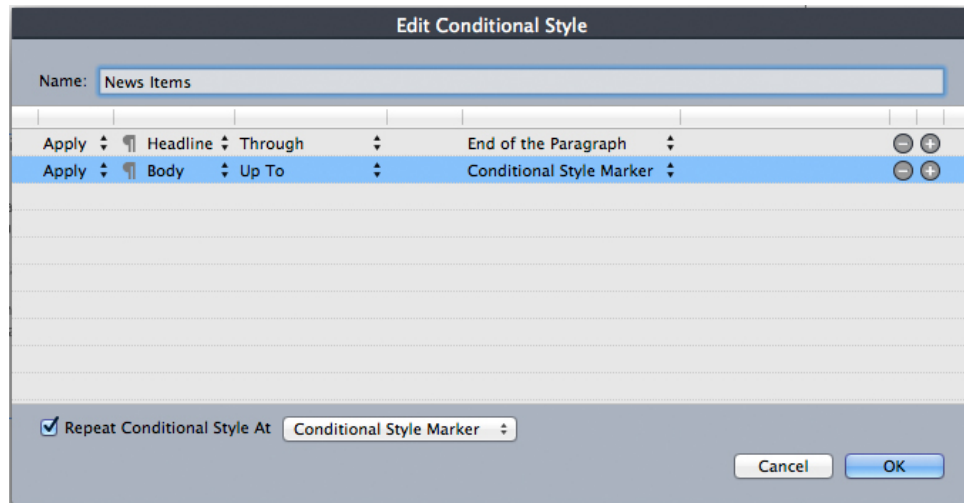 Edit Conditional Style
Name: News Items
Apply ¶ Headline Through End of the Paragraph
Apply ¶ Body Up To Conditional Style Marker
Repeat Conditional Style At Conditional Style Marker
Cancel OK